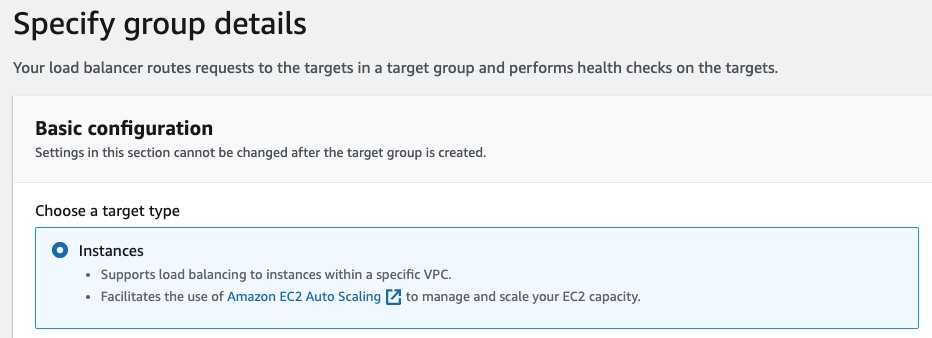 Specify group details
Your load balancer routes requests to the targets in a target group and performs health checks on the targets.
Basic configuration
Settings in this section cannot be changed after the target group is created.
Choose a target type
Instances
• Supports load balancing to instances within a specific VPC.
• Facilitates the use of Amazon EC2 Auto Scaling to manage and scale your EC2 capacity.